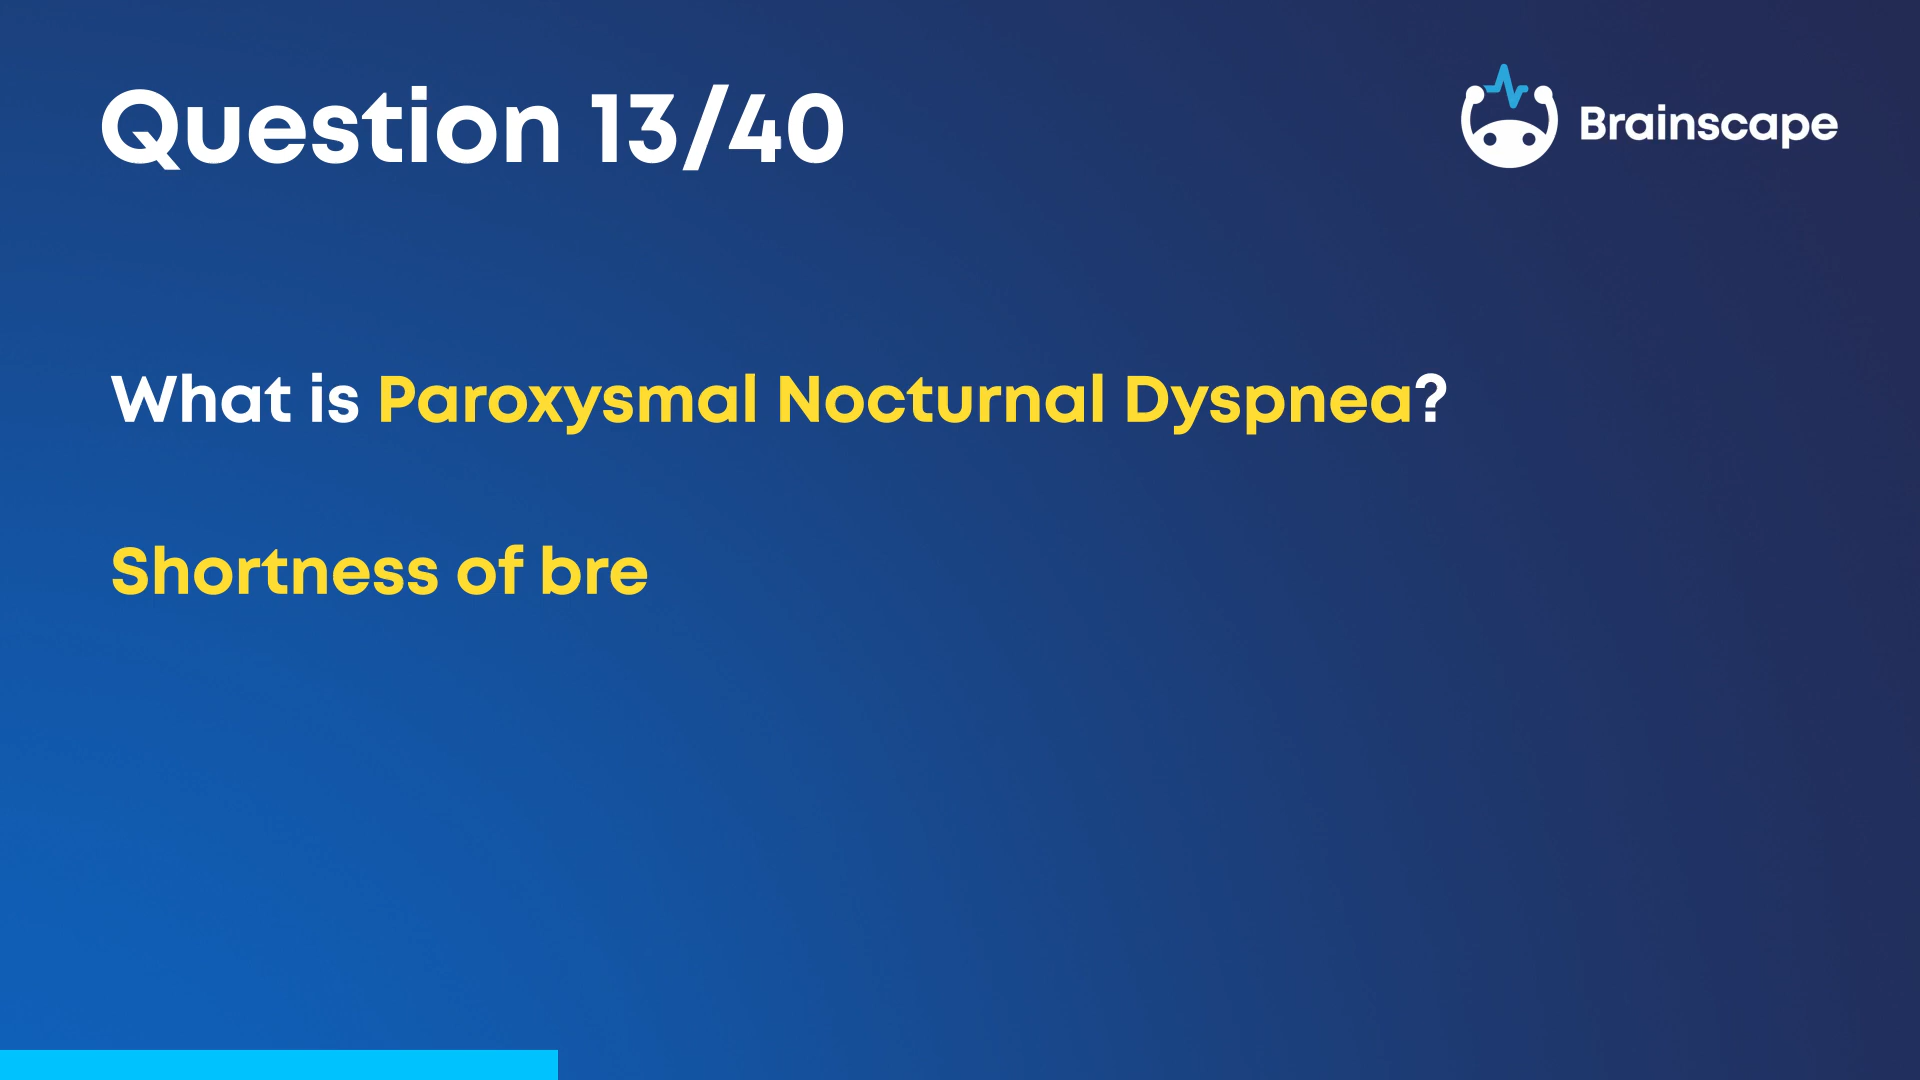 Question 13/40
Brainscape
What is Paroxysmal Nocturnal Dyspnea?
Shortness of bre